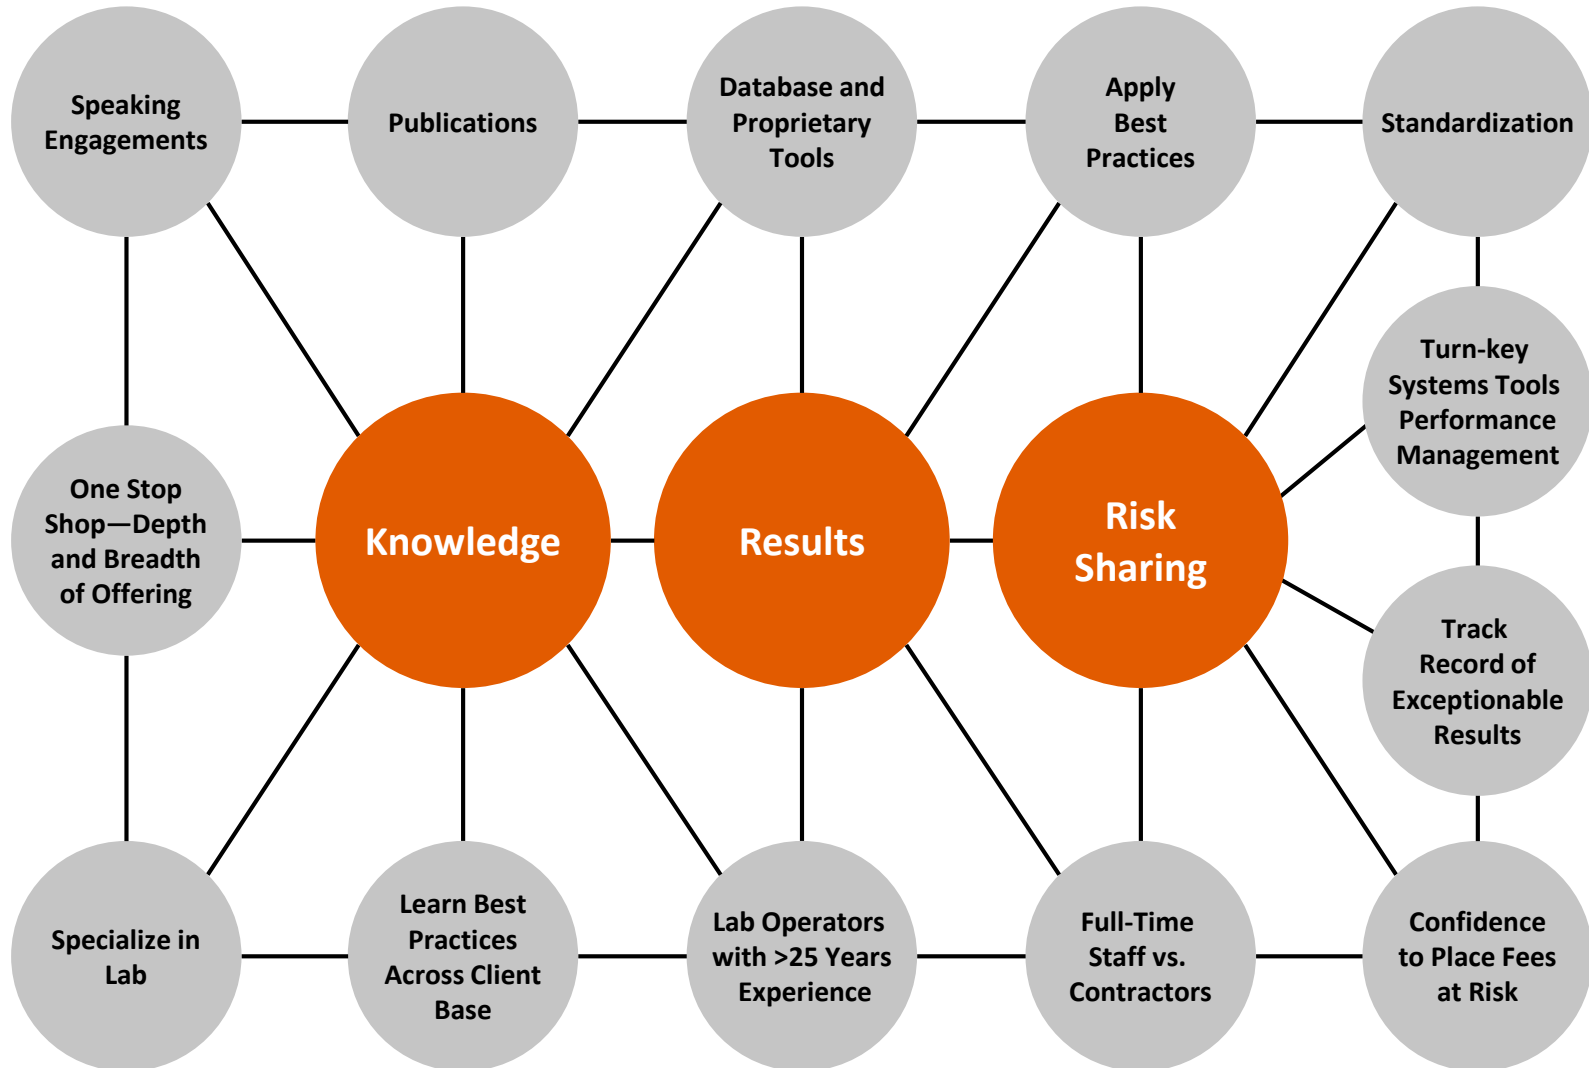 Speaking
Engagements
Publications
Database and
Proprietary
Tools
Apply
Best
Practices
Standardization
Turn-key
Systems Tools
Performance
Management
One Stop
Shop—Depth
and Breadth
of Offering
Knowledge
Results
Risk
Sharing
Track
Record of
Exceptionable
Results
Specialize in
Lab
Learn Best
Practices
Across Client
Base
Lab Operators
with >25 Years
Experience
Full-Time
Staff vs.
Contractors
Confidence
to Place Fees
at Risk